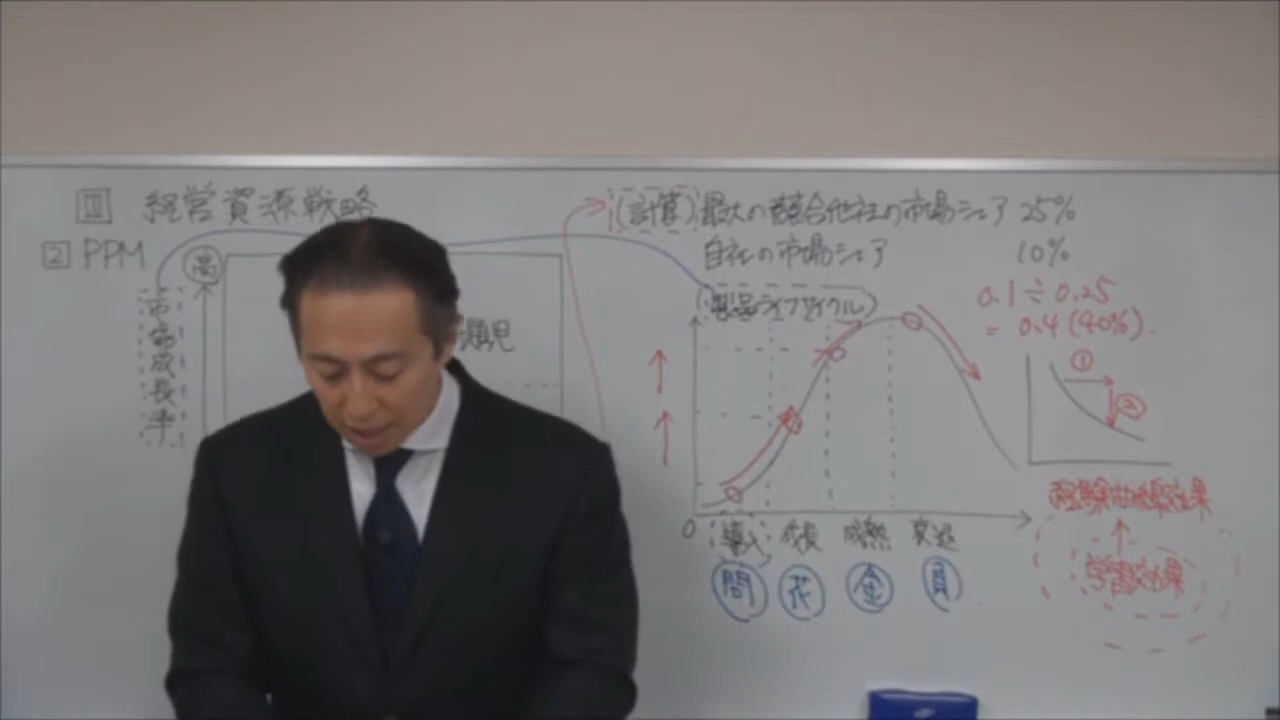 III 経営資源戦略
2 PPM
高
市場成長率
問題児
(計算) 最大の競合他社の市場シェア 25%
自社の市場シェア 10%
0.1÷0.25
= 0.4 (40%)
(製品ライフサイクル)
① 
②
0
導入 成長 成熟 衰退
問 花 金 負
経験曲線効果
学習効果